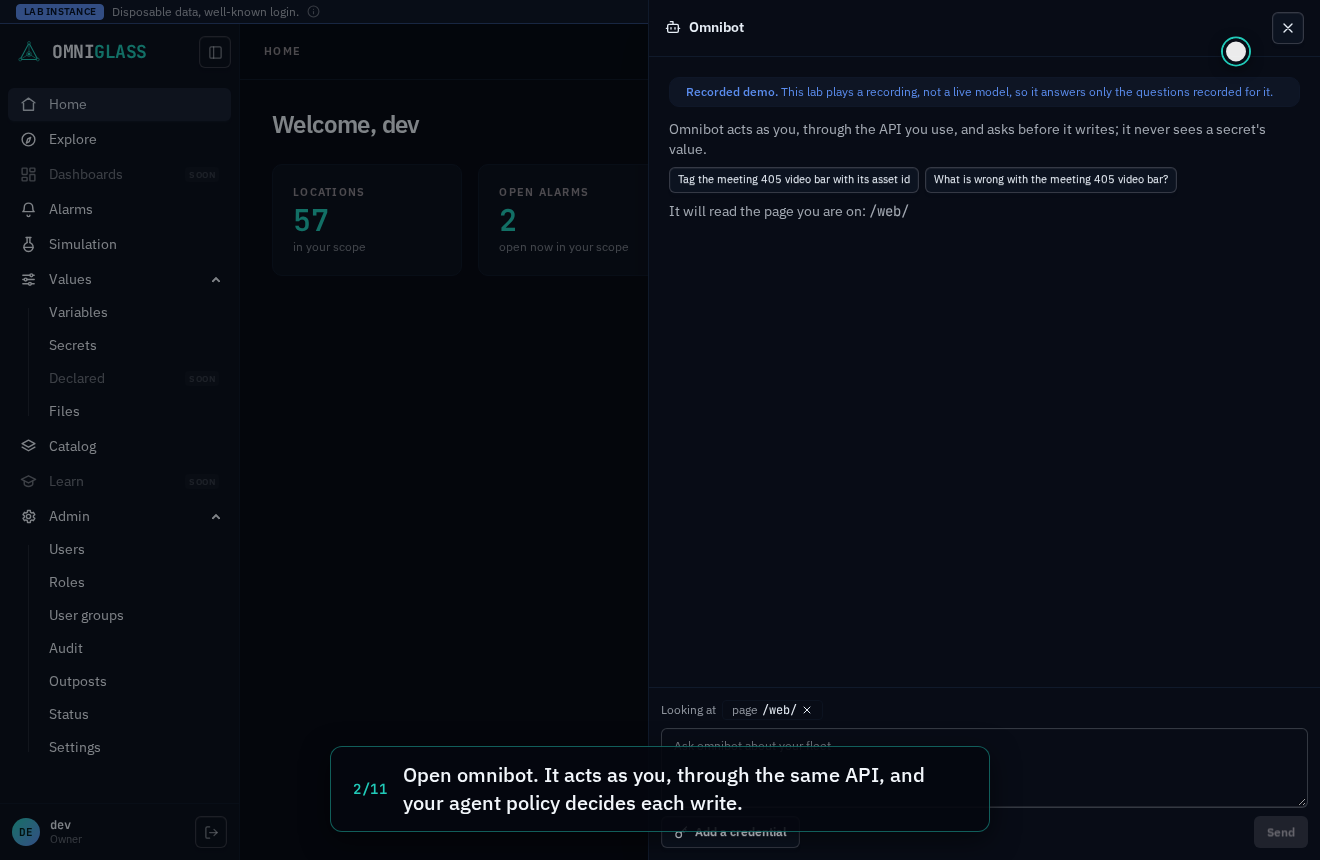 LAB INSTANCE Disposable data, well-known login.
OMNIGLASS
Home
Explore
Dashboards SOON
Alarms
Simulation
Values
Variables
Secrets
Declared SOON
Files
Catalog
Learn SOON
Admin
Users
Roles
User groups
Audit
Outposts
Status
Settings
DE dev
Owner
HOME
Welcome, dev
LOCATIONS
57
in your scope
OPEN ALARMS
2
open now in your scope
Omnibot
Recorded demo. This lab plays a recording, not a live model, so it answers only the questions recorded for it.
Omnibot acts as you, through the API you use, and asks before it writes; it never sees a secret's
value.
Tag the meeting 405 video bar with its asset id
What is wrong with the meeting 405 video bar?
It will read the page you are on: /web/
Looking at page /web/
Ask omnibot about your fleet
2/11 Open omnibot. It acts as you, through the same API, and
your agent policy decides each write.
Add a credential
Send